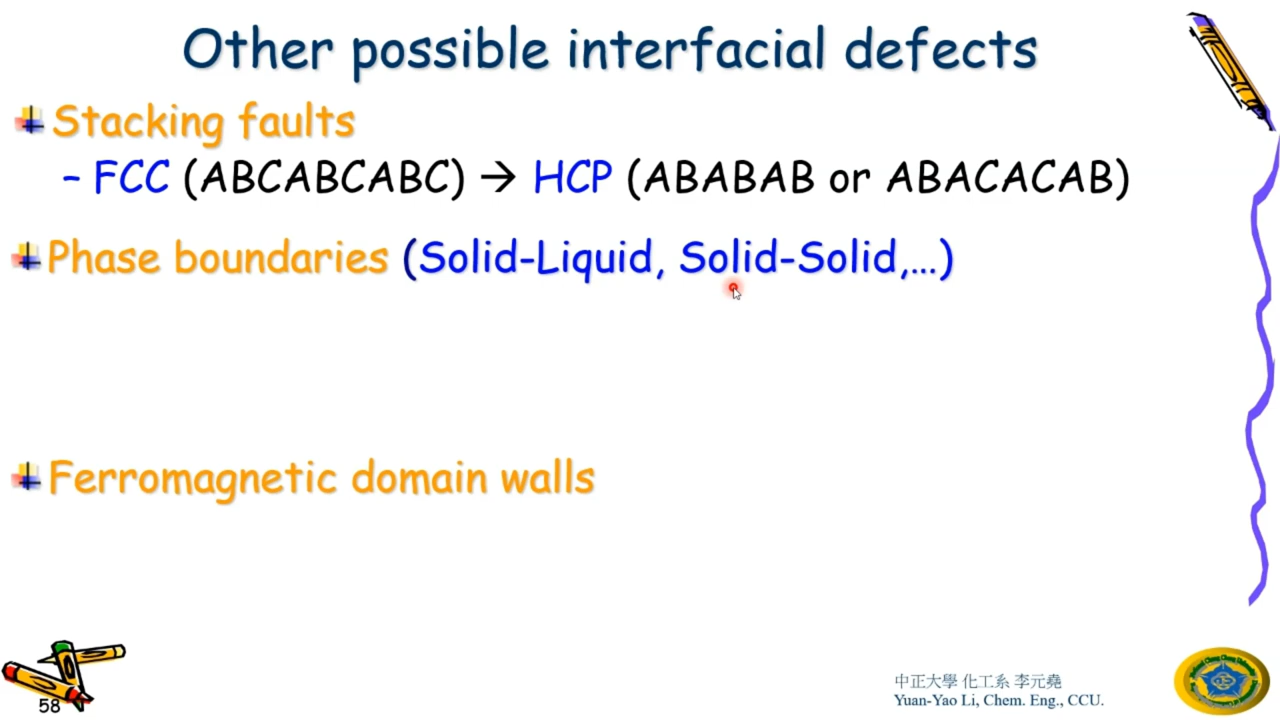 Other possible interfacial defects
Stacking faults
– FCC (ABCABCABC) → HCP (ABABAB or ABACACAB)
Phase boundaries (Solid-Liquid, Solid-Solid,…)
Ferromagnetic domain walls
中正大學 化工系 李元堯
Yuan-Yao Li, Chem. Eng., CCU.
58